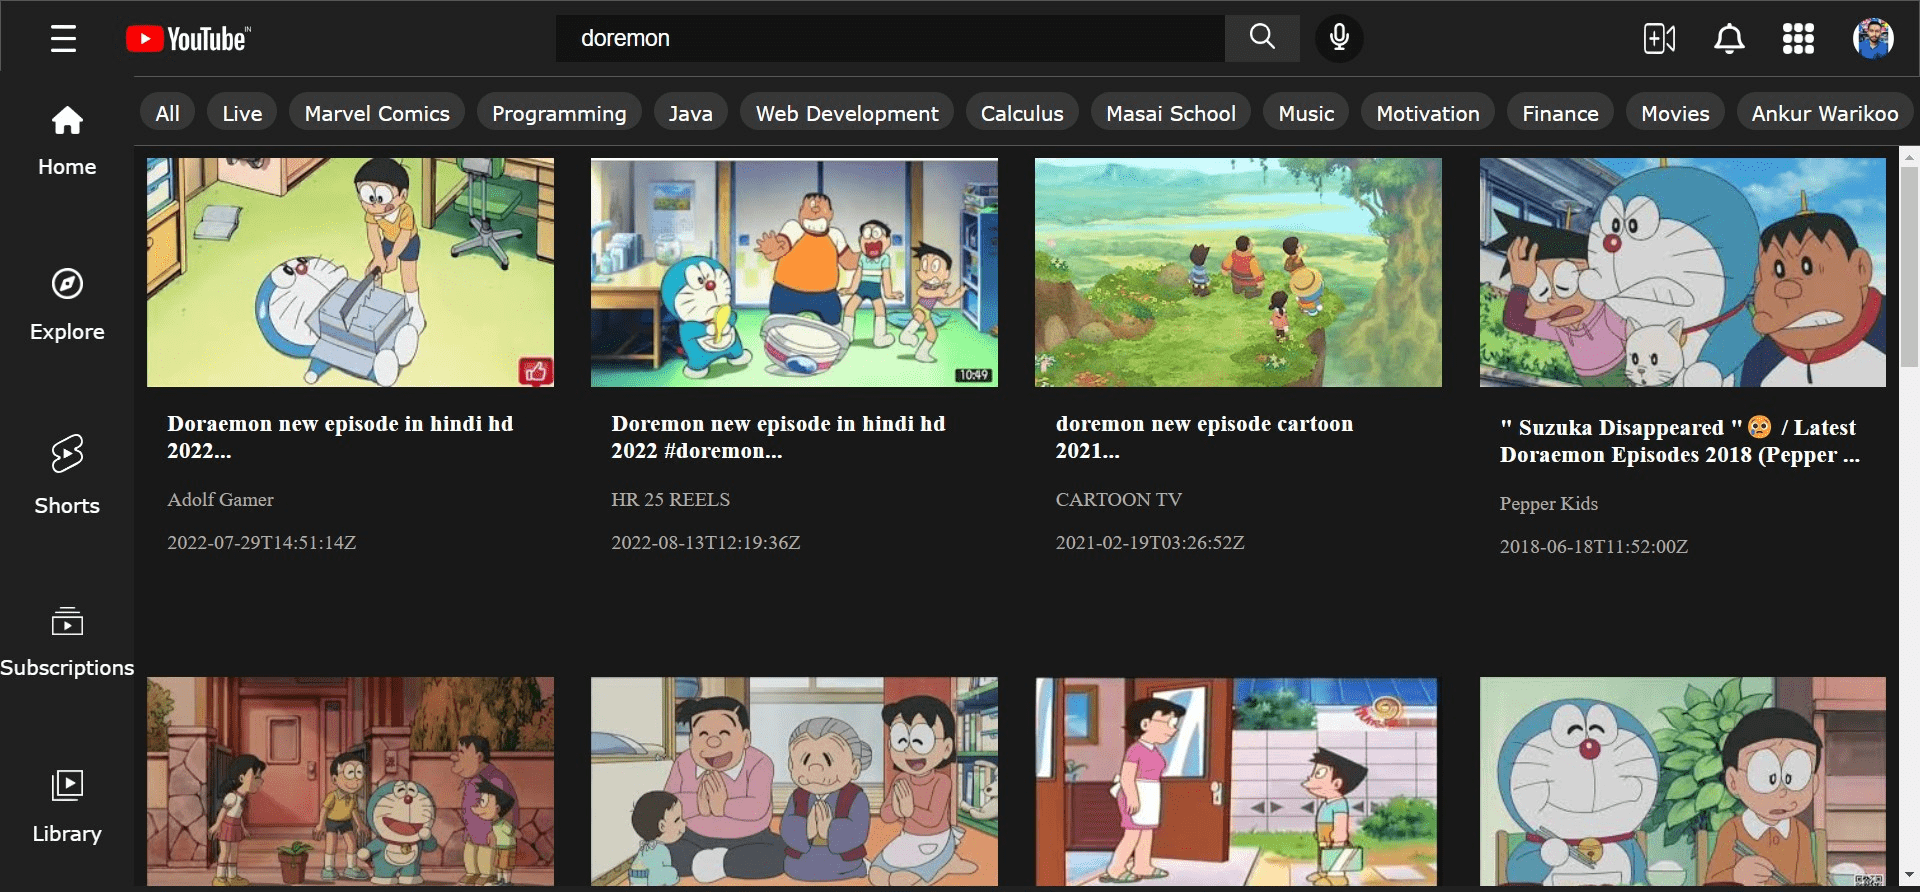 YouTube IN
doremon
All Live Marvel Comics Programming Java Web Development Calculus Masai School Music Motivation Finance Movies Ankur Warikoo
Home
Explore
Shorts
Subscriptions
Library
10:49
Doraemon new episode in hindi hd
2022...
Adolf Gamer
2022-07-29T14:51:14Z
Doremon new episode in hindi hd
2022 #doremon...
HR 25 REELS
2022-08-13T12:19:36Z
doremon new episode cartoon
2021...
CARTOON TV
2021-02-19T03:26:52Z
" Suzuka Disappeared "😢 / Latest
Doraemon Episodes 2018 (Pepper ...
Pepper Kids
2018-06-18T11:52:00Z